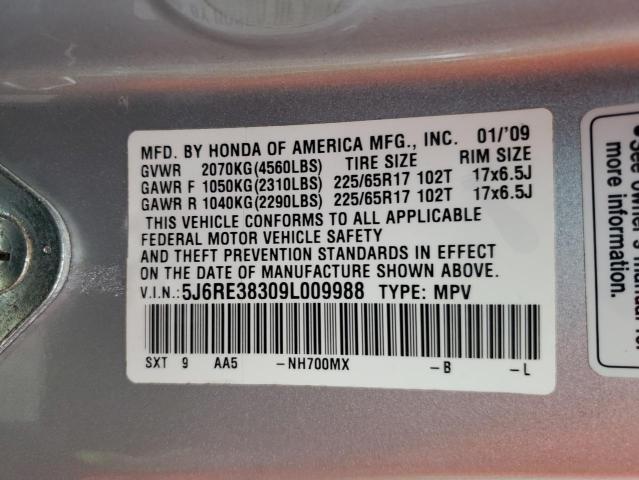 MFD. BY HONDA OF AMERICA MFG., INC. 01/'09
GVWR 2070KG(4560LBS) TIRE SIZE RIM SIZE
GAWR F 1050KG(2310LBS) 225/65R17 102T 17x6.5J
GAWR R 1040KG(2290LBS) 225/65R17 102T 17x6.5J
THIS VEHICLE CONFORMS TO ALL APPLICABLE
FEDERAL MOTOR VEHICLE SAFETY
AND THEFT PREVENTION STANDARDS IN EFFECT
ON THE DATE OF MANUFACTURE SHOWN ABOVE.
V.I.N.:5J6RE38309L009988 TYPE: MPV
SXT 9 AA5 -NH700MX -B -L
See
more information.